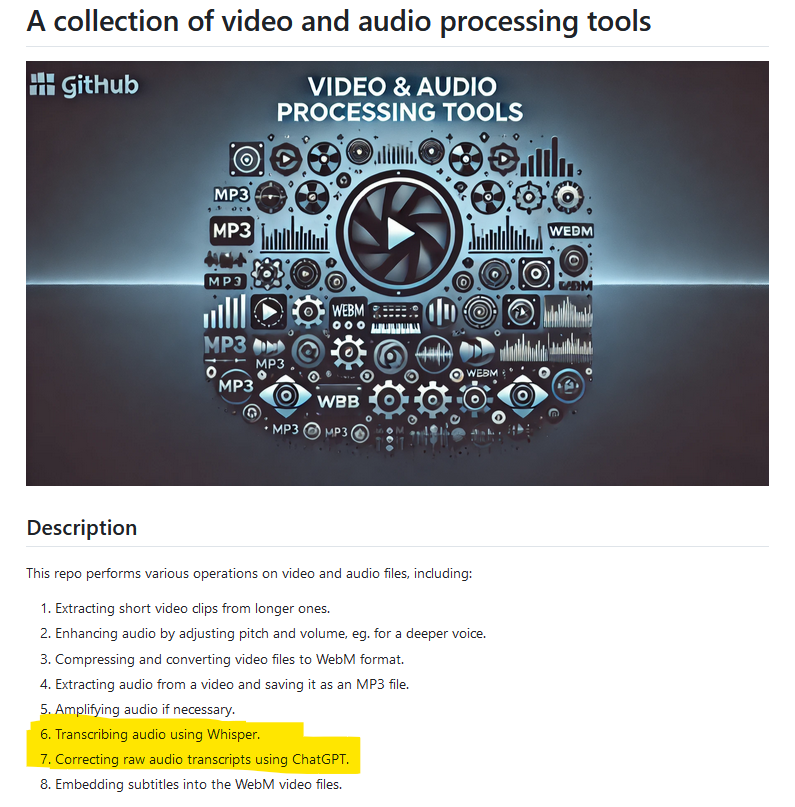 A collection of video and audio processing tools
GitHub
VIDEO & AUDIO
PROCESSING TOOLS
MP3
MP3
WEBM
MP3
WEBM
MP3
MP3
WEBM
MP3
WBB
MP3
MP3
Description
This repo performs various operations on video and audio files, including:
1. Extracting short video clips from longer ones.
2. Enhancing audio by adjusting pitch and volume, eg. for a deeper voice.
3. Compressing and converting video files to WebM format.
4. Extracting audio from a video and saving it as an MP3 file.
5. Amplifying audio if necessary.
6. Transcribing audio using Whisper.
7. Correcting raw audio transcripts using ChatGPT.
8. Embedding subtitles into the WebM video files.